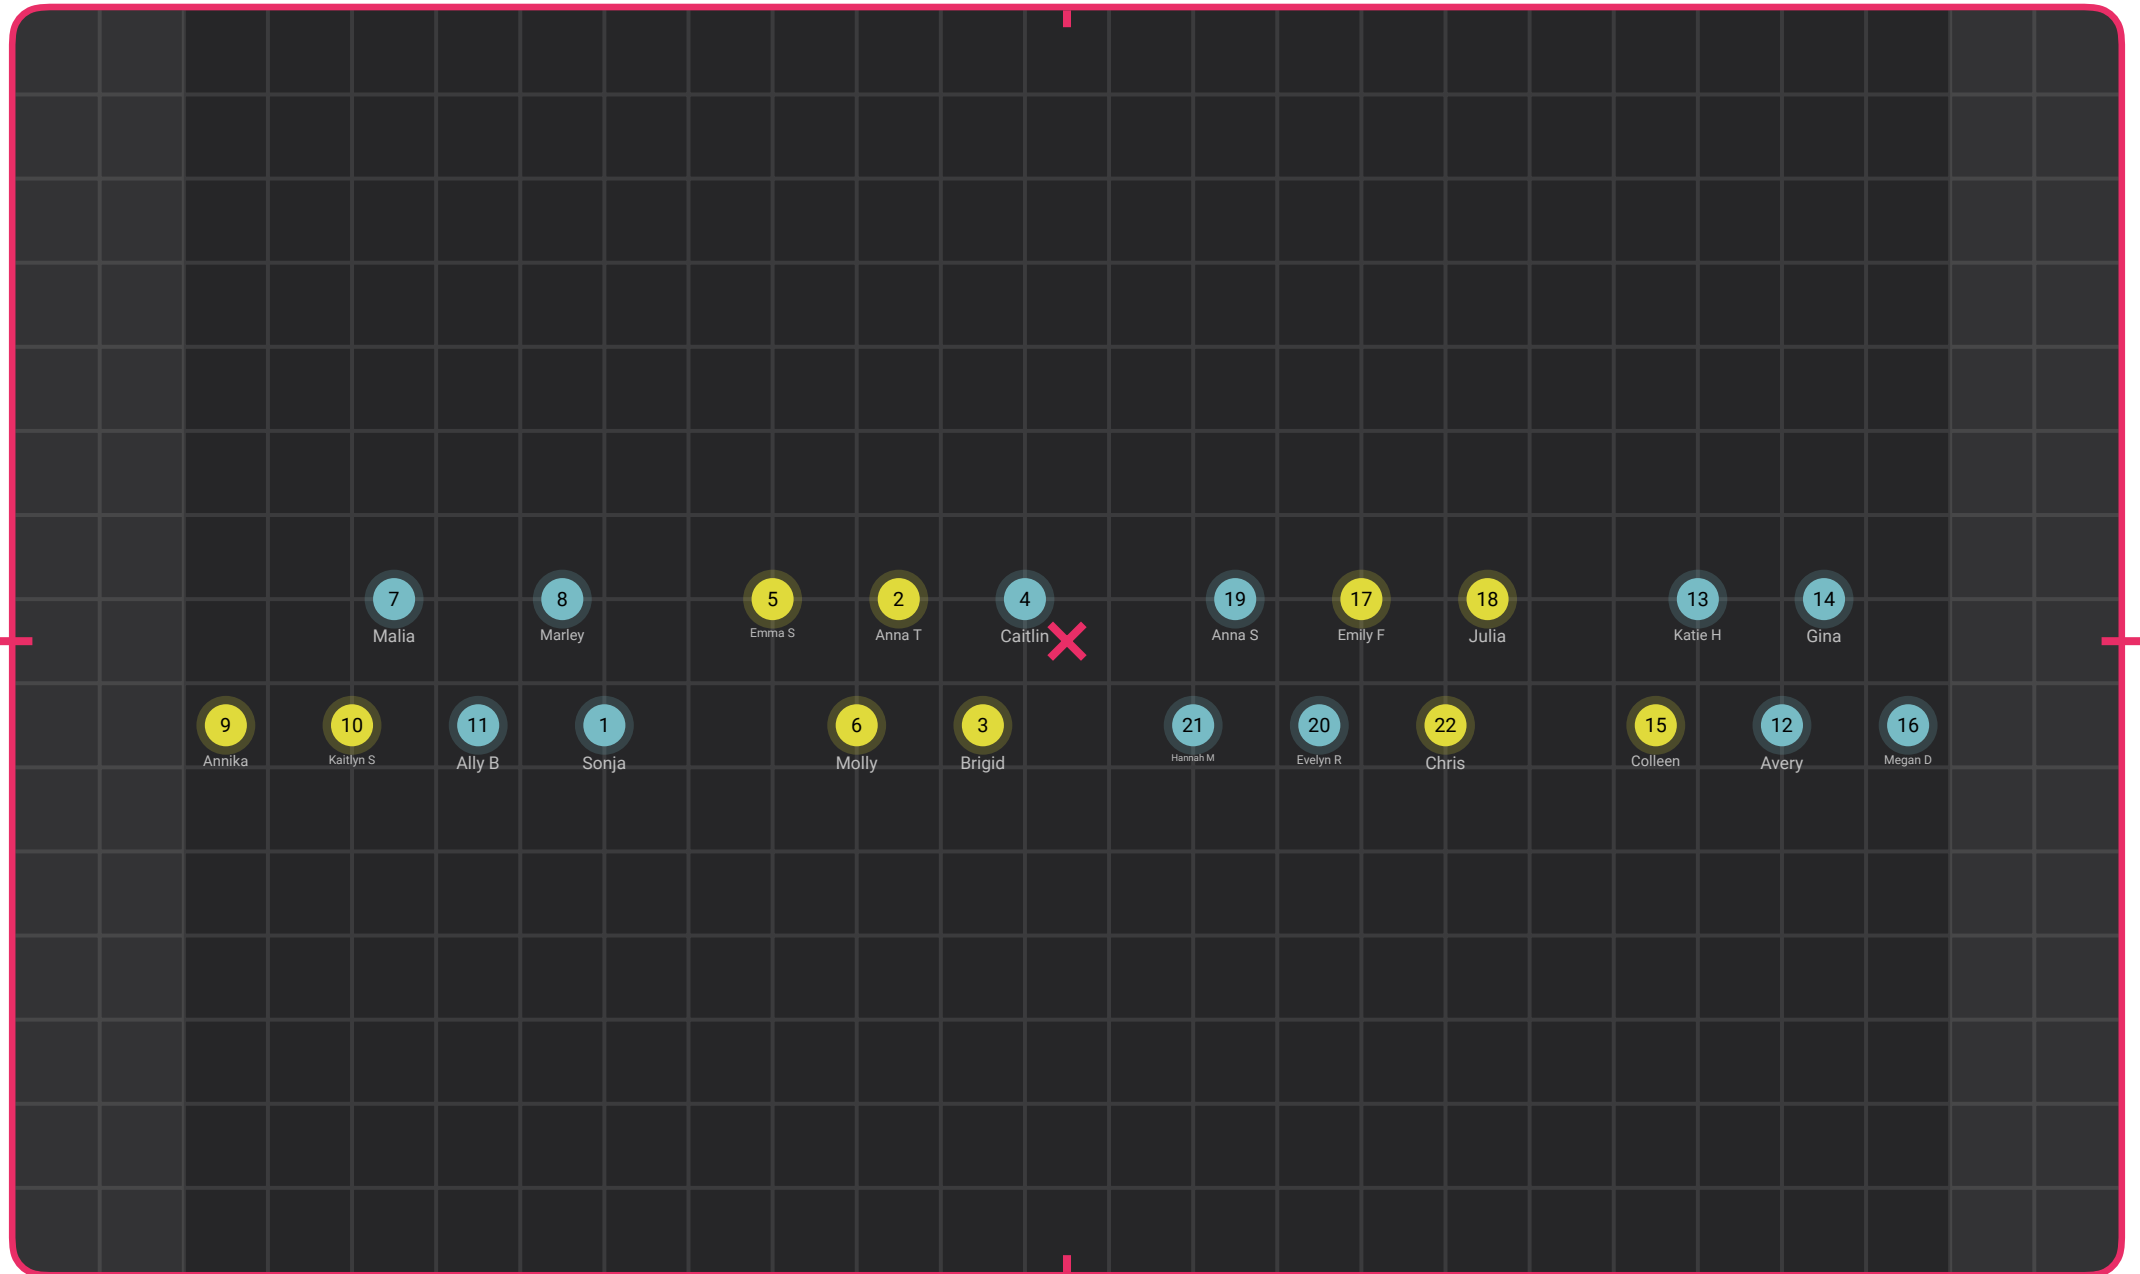 7 8 5 2 4 19 17 18 13 14
Malia Marley Emma S Anna T Caitlin Anna S Emily F Julia Katie H Gina
9 10 11 1 6 3 21 20 22 15 12 16
Annika Kaitlyn S Ally B Sonja Molly Brigid Hannah M Evelyn R Chris Colleen Avery Megan D